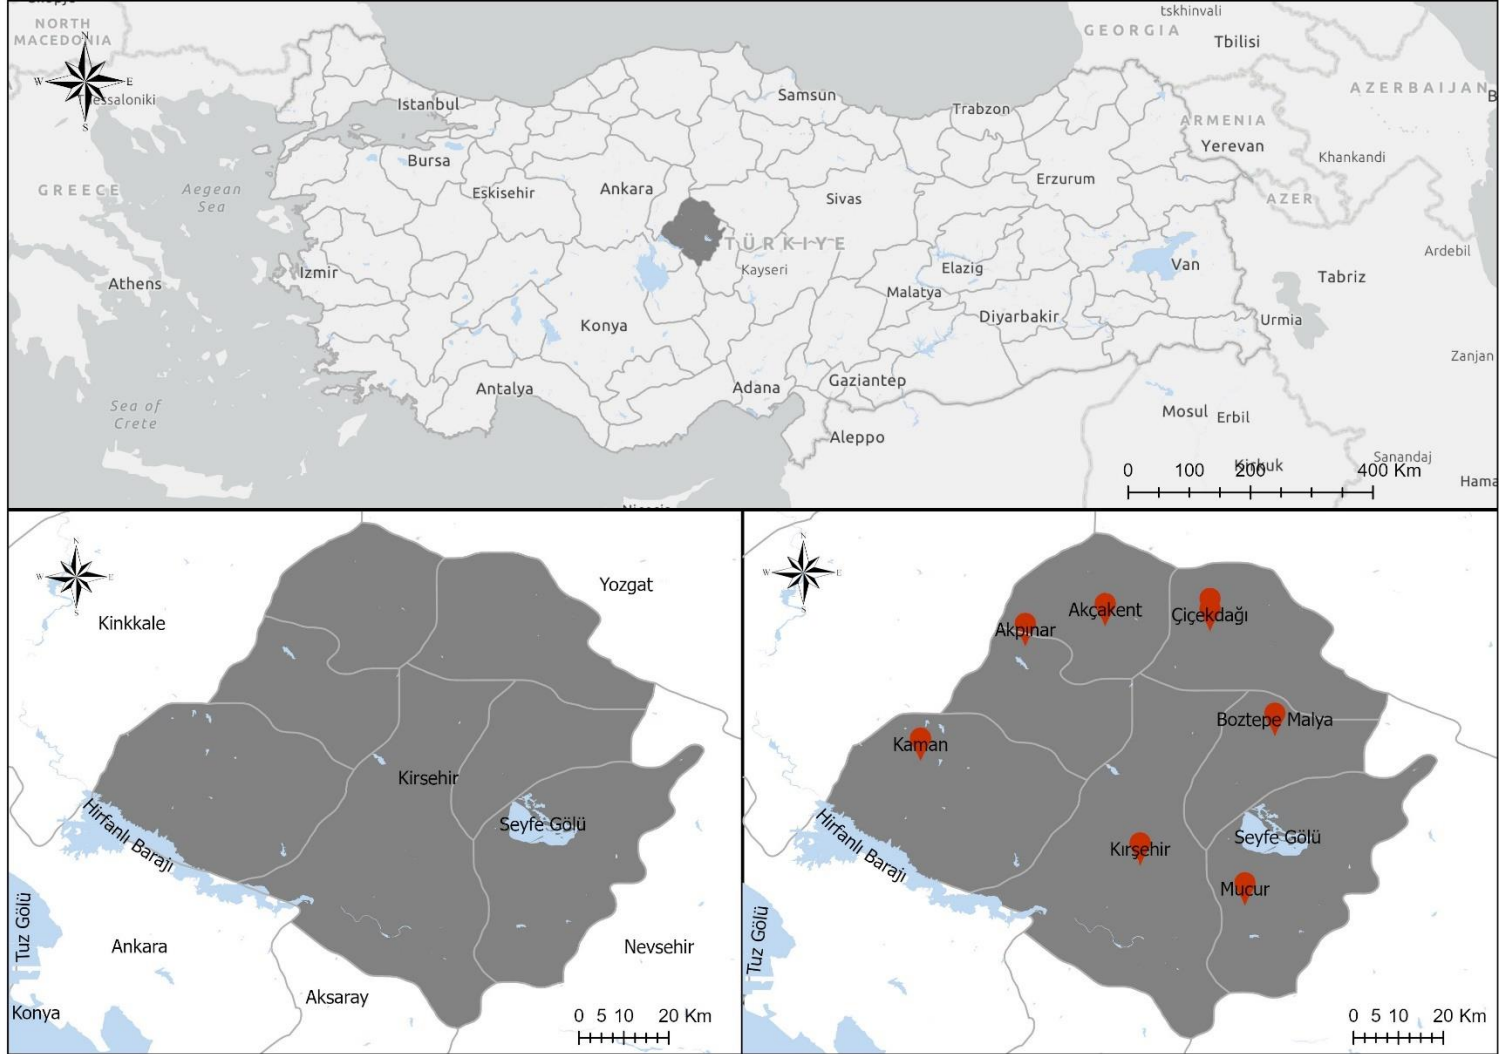 NORTH
MACEDONIA
N
W
E
S
Thessaloniki
tskhinvali
GEORGIA
Tbilisi
AZERBAIJAN
B
Istanbul
Samsun
Trabzon
ARMENIA
Yerevan
Khankandi
Bursa
GREECE
Aegean
Sea
Eskisehir
Ankara
Sivas
Erzurum
AZER
TÜRKIYE
Athens
Izmir
Kayseri
Elazig
Van
Ardebil
Tabriz
Malatya
Konya
Diyarbakir
Urmia
Zanjan
Antalya
Adana
Gaziantep
Sea of
Crete
Mosul
Erbil
Aleppo
Kirkuk
Sanandaj
Hama
0 100 200 400 Km
N
W
E
S
Yozgat
Kinkkale
Kirsehir
Seyfe Gölü
Hirfanlı Barajı
Tuz Gölü
Ankara
Nevsehir
Aksaray
Konya
0 5 10 20 Km
N
W
E
S
Akçakent
Çiçekdağı
Akpınar
Boztepe Malya
Kaman
Hirfanlı Barajı
Seyfe Gölü
Kırşehir
Mucur
Tuz Gölü
0 5 10 20 Km